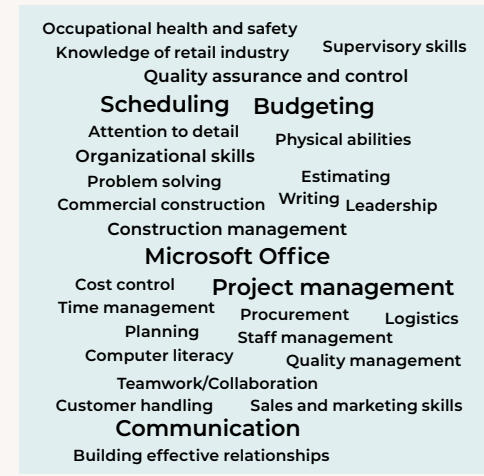 Occupational health and safety
Knowledge of retail industry Supervisory skills
Quality assurance and control
Scheduling Budgeting
Attention to detail Physical abilities
Organizational skills
Problem solving Estimating
Commercial construction Writing Leadership
Construction management
Microsoft Office
Cost control Project management
Time management Procurement Logistics
Planning Staff management
Computer literacy Quality management
Teamwork/Collaboration
Customer handling Sales and marketing skills
Communication
Building effective relationships